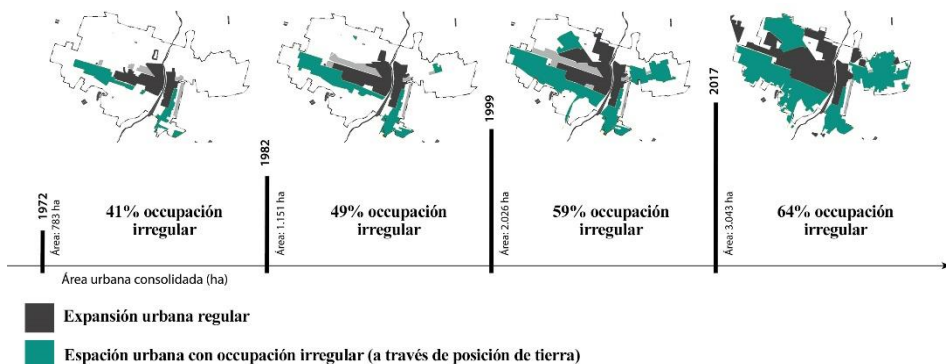 1972
Área: 783 ha
41% occupación
irregular
1982
Área: 1.151 ha
49% occupación
irregular
1999
Área: 2.026 ha
59% occupación
irregular
2017
Área: 3.043 ha
64% occupación
irregular
Área urbana consolidada (ha)
Expansión urbana regular
Espación urbana con occupación irregular (a través de posición de tierra)